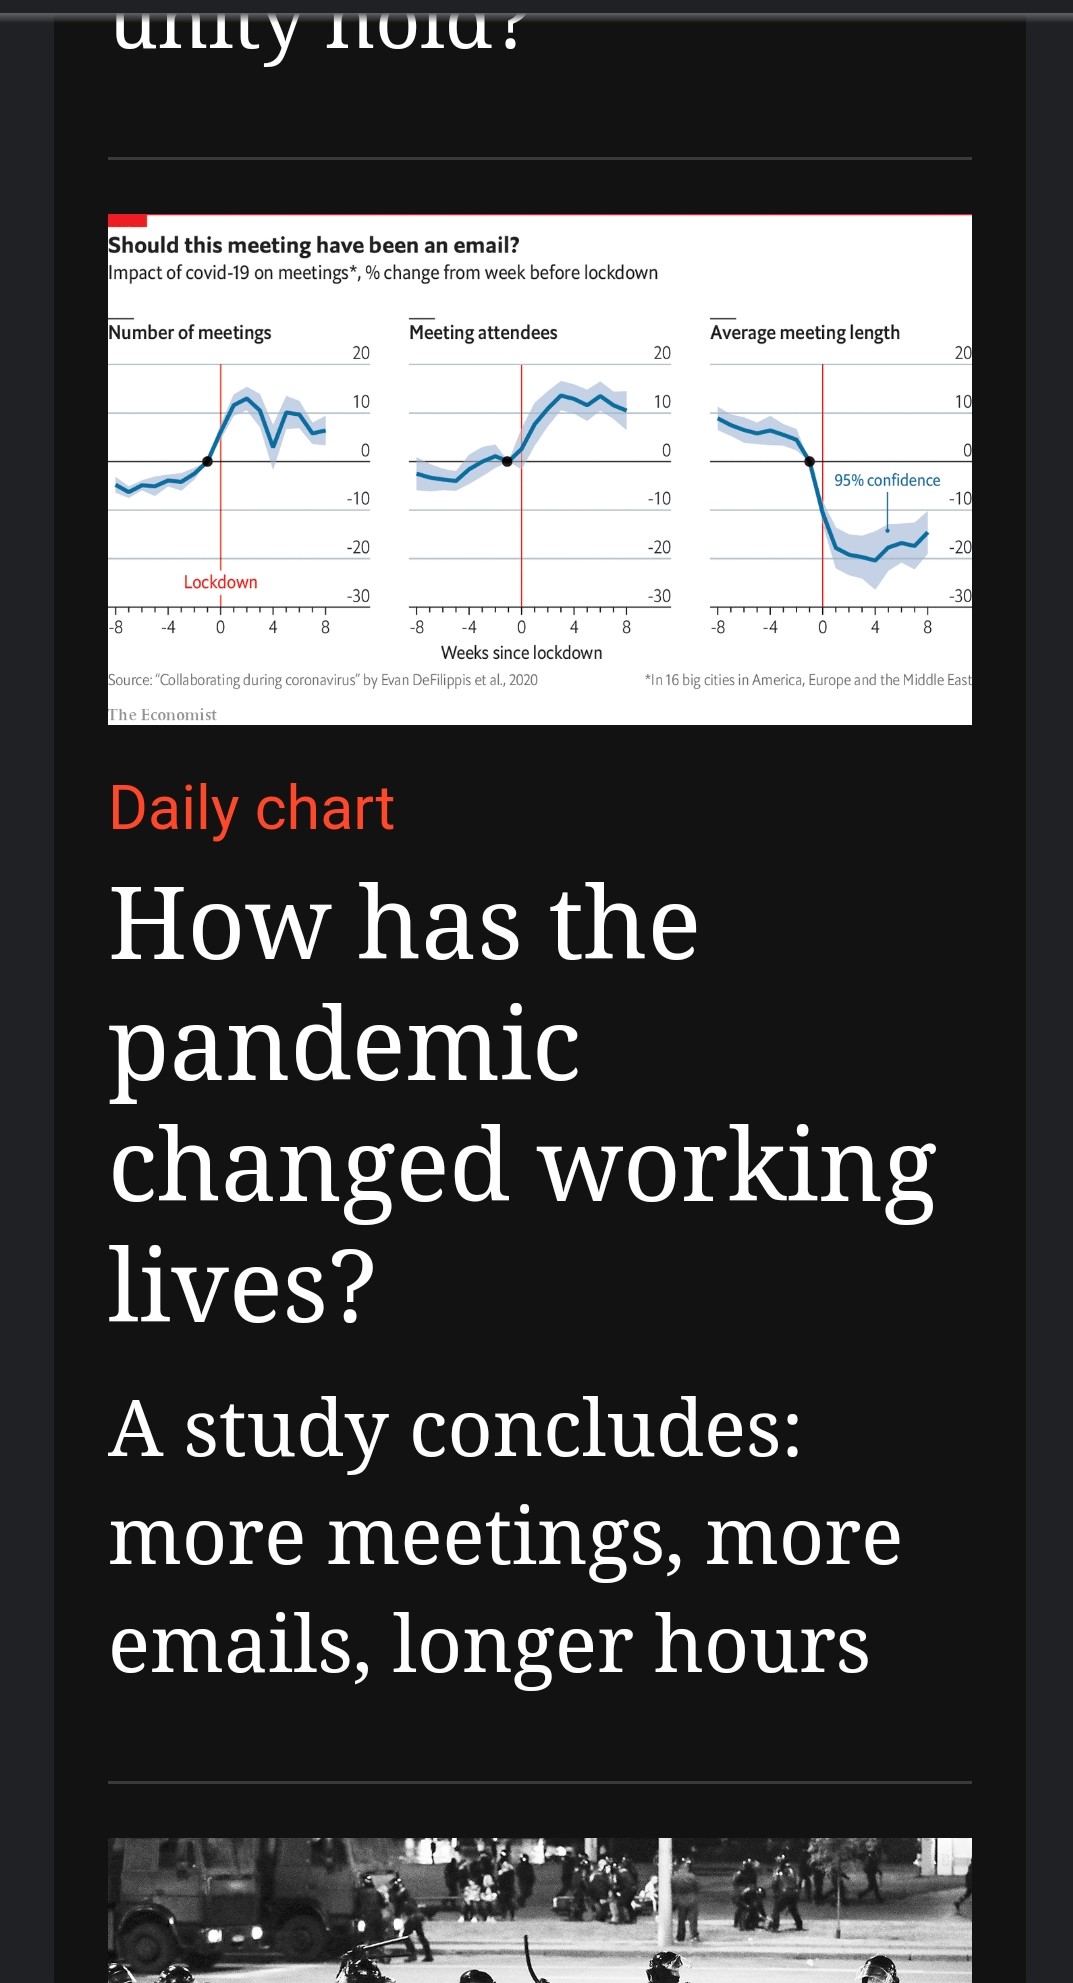 unity hold?
Should this meeting have been an email?
Impact of covid-19 on meetings*, % change from week before lockdown
Number of meetings
20
10
0
-10
-20
-30
Lockdown
-8 -4 0 4 8
Meeting attendees
20
10
0
-10
-20
-30
-8 -4 0 4 8
Average meeting length
20
10
0
95% confidence
-10
-20
-30
-8 -4 0 4 8
Weeks since lockdown
Source: “Collaborating during coronavirus” by Evan DeFilippis et al., 2020
*In 16 big cities in America, Europe and the Middle East
The Economist
Daily chart
How has the
pandemic
changed working
lives?
A study concludes:
more meetings, more
emails, longer hours